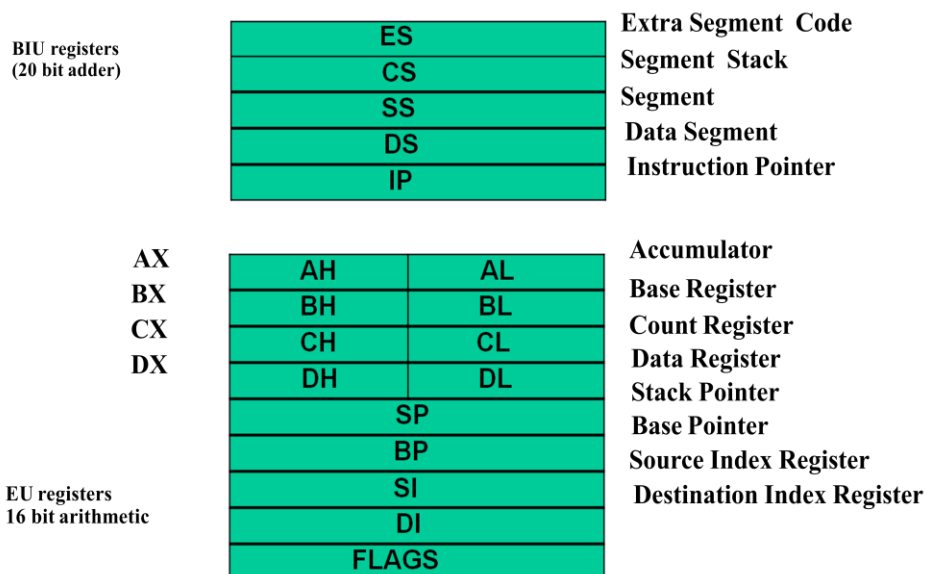 BIU registers
(20 bit adder)
ES
Extra Segment Code
CS
Segment Stack
SS
Segment
DS
Data Segment
IP
Instruction Pointer
AX
AH
AL
Accumulator
BX
BH
BL
Base Register
CX
CH
CL
Count Register
DX
DH
DL
Data Register
SP
Stack Pointer
BP
Base Pointer
SI
Source Index Register
EU registers
16 bit arithmetic
DI
Destination Index Register
FLAGS